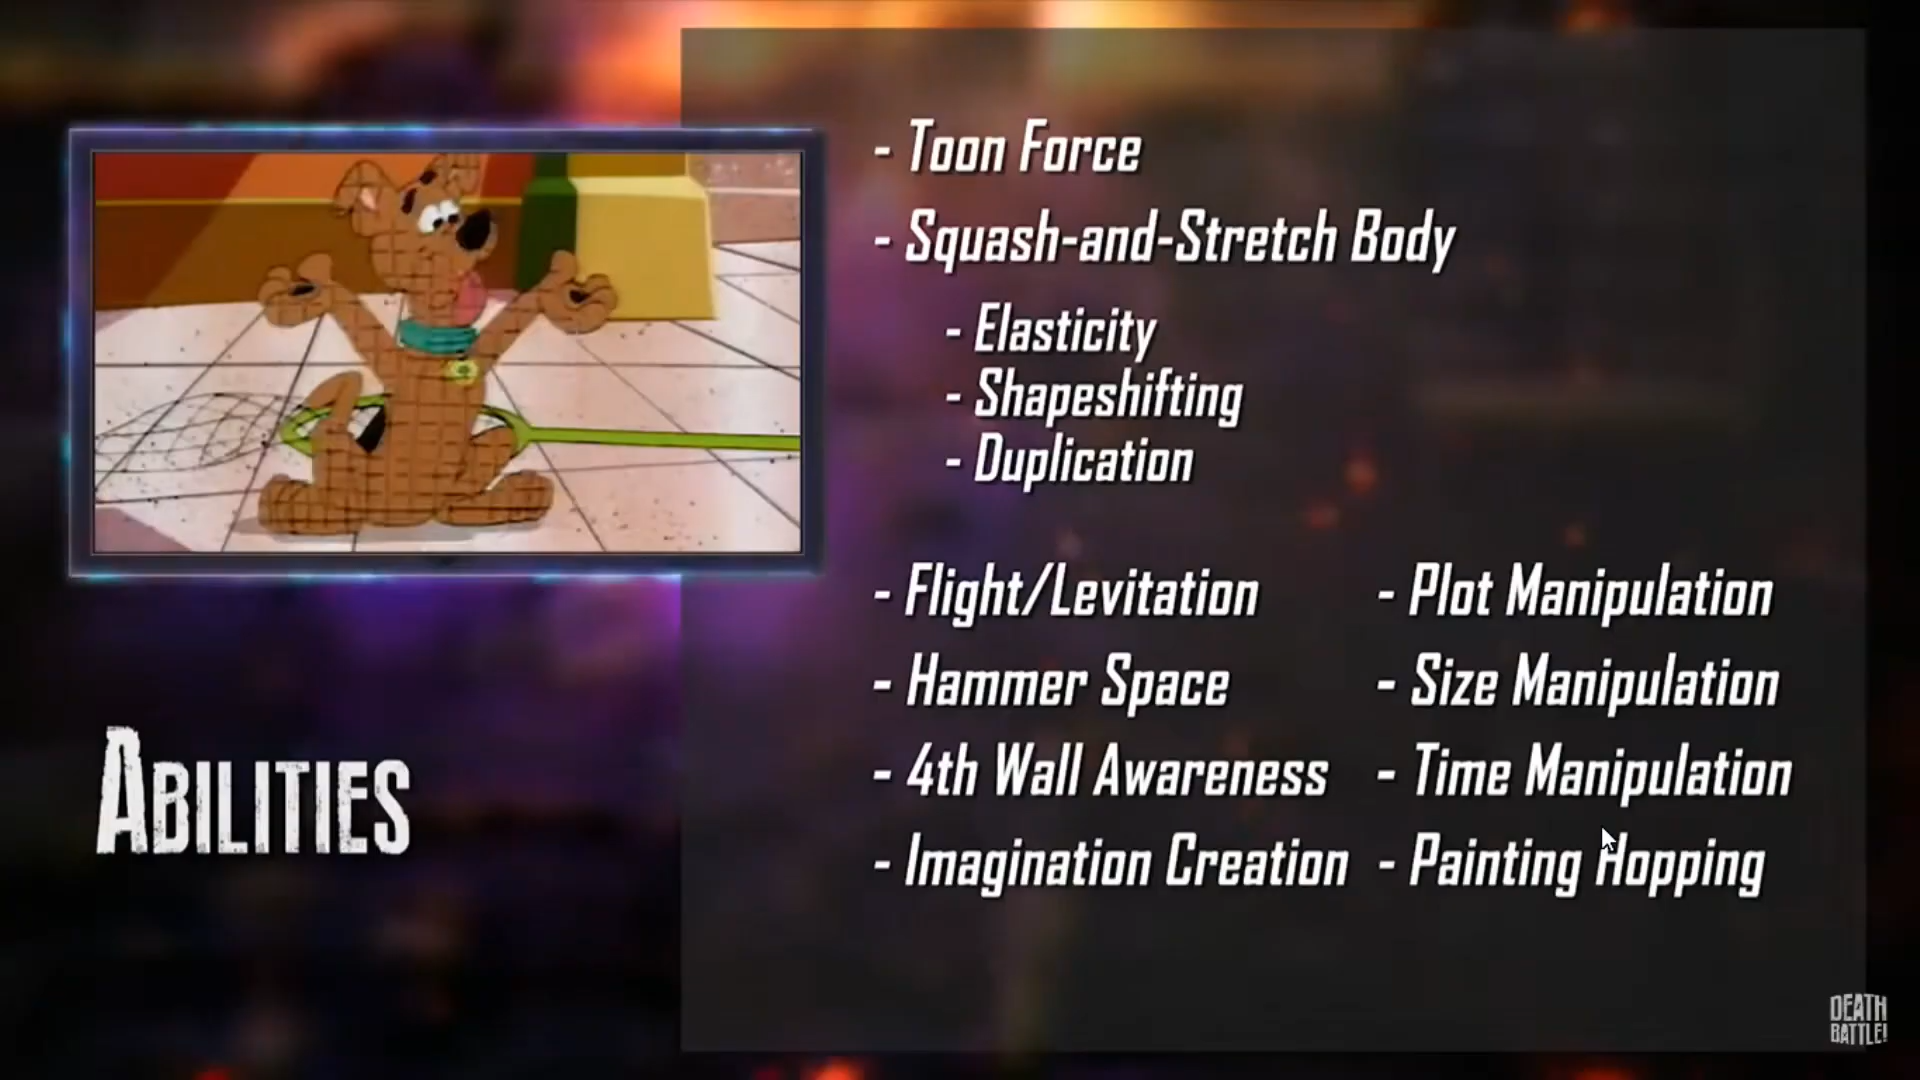 - Toon Force
- Squash-and-Stretch Body
- Elasticity
- Shapeshifting
- Duplication
- Flight/Levitation
- Hammer Space
- 4th Wall Awareness
- Imagination Creation
- Plot Manipulation
- Size Manipulation
- Time Manipulation
- Painting Hopping
ABILITIES
DEATH
BATTLE!